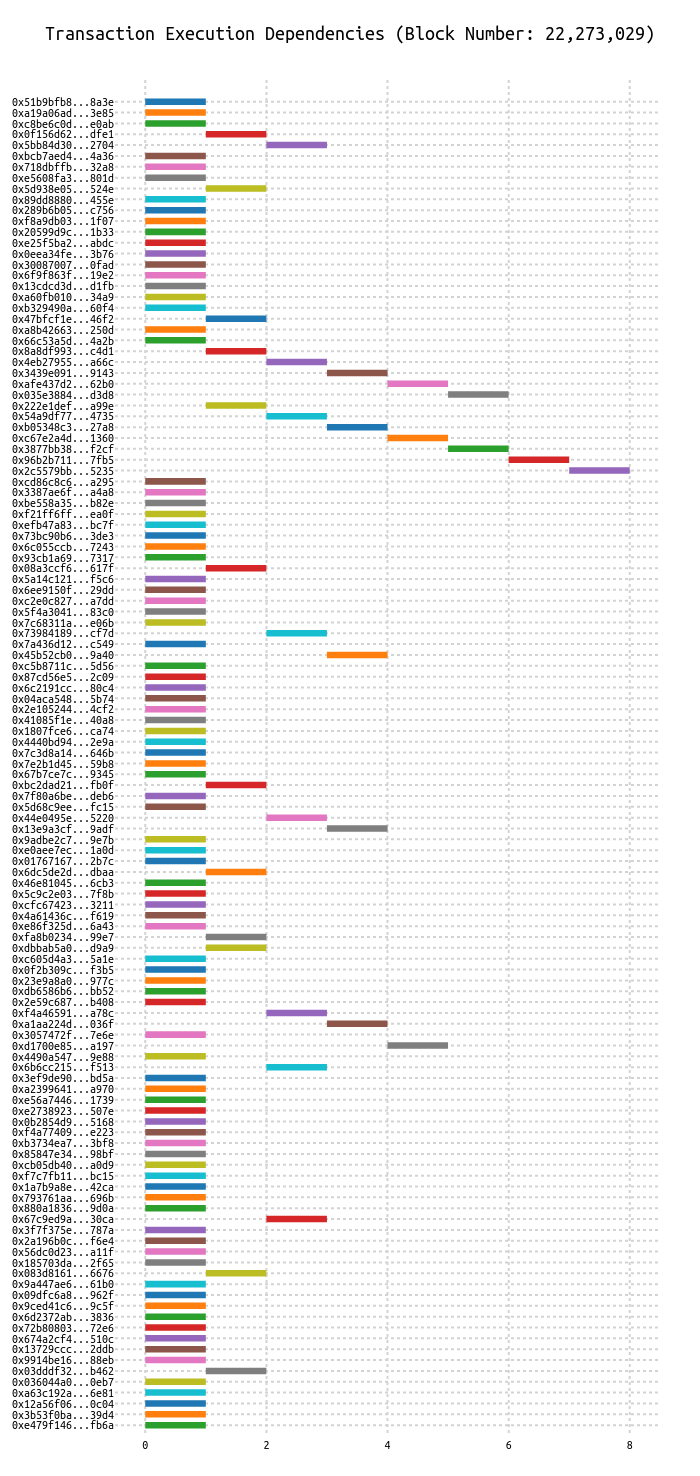 Transaction Execution Dependencies (Block Number: 22,273,029)
0x51b9bfb8...8a3e
0xa19a06ad...3e85
0xc8be6c0d...e0ab
0x0f156d62...dfe1
0x5bb84d30...2704
0xbcb7aed4...4a36
0x718dbffb...32a8
0xe5608fa3...801d
0x5d938e05...524e
0x89dd8880...455e
0x289b6b05...c756
0xf8a9db03...1f07
0x20599d9c...1b33
0xe25f5ba2...abdc
0x0eea34fe...3b76
0x30087007...0fad
0x6f9f863f...19e2
0x13cdcd3d...d1fb
0xa60fb010...34a9
0xb329490a...60f4
0x47bfcf1e...46f2
0xa8b42663...250d
0x66c53a5d...4a2b
0x8a8df993...c4d1
0x4eb27955...a66c
0x3439e091...9143
0xafe437d2...62b0
0x035e3884...d3d8
0x222e1def...a99e
0x54a9df77...4735
0xb05348c3...27a8
0xc67e2a4d...1360
0x3877bb38...f2cf
0x96b2b711...7fb5
0x2c5579bb...5235
0xcd86c8c6...a295
0x3387ae6f...a4a8
0xbe558a35...b82e
0xf21ff6ff...ea0f
0xefb47a83...bc7f
0x73bc90b6...3de3
0x6c055ccb...7243
0x93cb1a69...7317
0x08a3ccf6...617f
0x5a14c121...f5c6
0x6ee9150f...29dd
0xc2e0c827...a7dd
0x5f4a3041...83c0
0x7c68311a...e06b
0x73984189...cf7d
0x7a436d12...c549
0x45b52cb0...9a40
0xc5b8711c...5d56
0x87cd56e5...2c09
0x6c2191cc...80c4
0x04aca548...5b74
0x2e105244...4cf2
0x41085f1e...40a8
0x1807fce6...ca74
0x4440bd94...2e9a
0x7c3d8a14...646b
0x7e2b1d45...59b8
0x67b7ce7c...9345
0xbc2dad21...fb0f
0x7f80a6be...deb6
0x5d68c9ee...fc15
0x44e0495e...5220
0x13e9a3cf...9adf
0x9adbe2c7...9e7b
0xe0aee7ec...1a0d
0x01767167...2b7c
0x6dc5de2d...dbaa
0x46e81045...6cb3
0x5c9c2e03...7f8b
0xcfc67423...3211
0x4a61436c...f619
0xe86f325d...6a43
0xfa8b0234...99e7
0xdbbab5a0...d9a9
0xc605d4a3...5a1e
0x0f2b309c...f3b5
0x23e9a8a0...977c
0xdb6586b6...bb52
0x2e59c687...b408
0xf4a46591...a78c
0xa1aa224d...036f
0x3057472f...7e6e
0xd1700e85...a197
0x4490a547...9e88
0x6b6cc215...f513
0x3ef9de90...bd5a
0xa2399641...a970
0xe56a7446...1739
0xe2738923...507e
0x0b2854d9...5168
0xf4a77409...e223
0xb3734ea7...3bf8
0x85847e34...98bf
0xcb05db40...a0d9
0xf7c7fb11...bc15
0x1a7b9a8e...42ca
0x793761aa...696b
0x880a1836...9d0a
0x67c9ed9a...30ca
0x3f7f375e...787a
0x2a196b0c...f6e4
0x56dc0d23...a11f
0x185703da...2f65
0x083d8161...6676
0x9a447ae6...61b0
0x09dfc6a8...962f
0x9ced41c6...9c5f
0x6d2372ab...3836
0x72b80803...72e6
0x674a2cf4...510c
0x13729ccc...2ddb
0x9914be16...88eb
0x03dddf32...b462
0x036044a0...0eb7
0xa63c192a...6e81
0x12a56f06...0c04
0x3b53f0ba...39d4
0xe479f146...fb6a
0 2 4 6 8